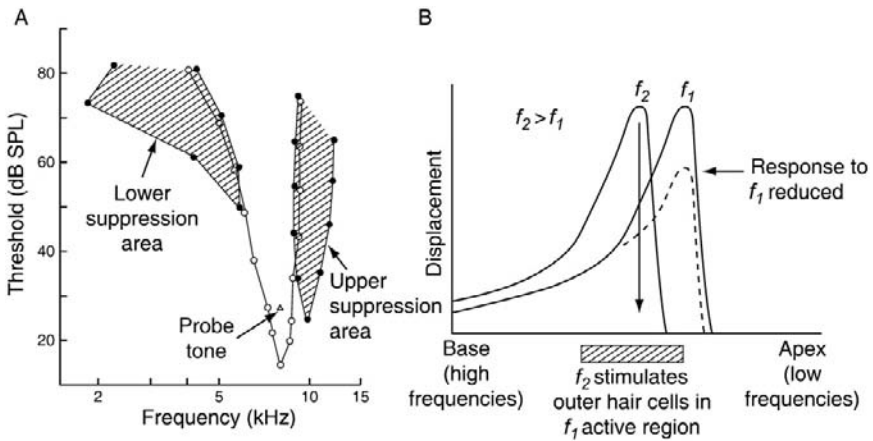 A
Threshold (dB SPL)
80
60
40
20
Lower
suppression
area
Probe
tone
Upper
suppression
area
2
5
10
15
Frequency (kHz)
B
f2 > f1
f2
f1
Response to
f1 reduced
Displacement
Base
(high
frequencies)
f2 stimulates
outer hair cells in
f1 active region
Apex
(low
frequencies)